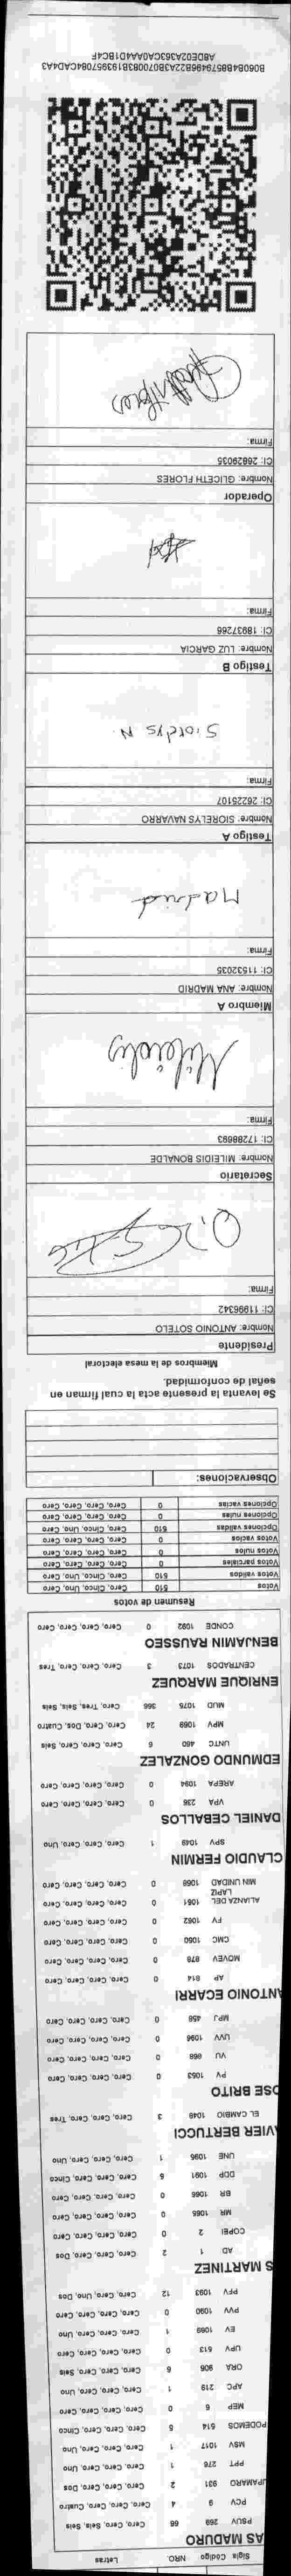 Sigla Código NRO. Letras
AS MADURO
PSUV 269 66 Cero, Cero, Seis, Seis
PCV 9 4 Cero, Cero, Cero, Cuatro
UPAMARO 931 2 Cero, Cero, Cero, Dos
PPT 276 1 Cero, Cero, Cero, Uno
MSV 1017 1 Cero, Cero, Cero, Uno
PODEMOS 514 5 Cero, Cero, Cero, Cinco
MEP 6 0 Cero, Cero, Cero, Cero
APC 219 1 Cero, Cero, Cero, Uno
ORA 906 6 Cero, Cero, Cero, Seis
UPV 513 0 Cero, Cero, Cero, Cero
EV 1089 1 Cero, Cero, Cero, Uno
PVV 1090 0 Cero, Cero, Cero, Cero
PFV 1093 12 Cero, Cero, Uno, Dos
S MARTINEZ
AD 1 2 Cero, Cero, Cero, Dos
COPEI 2 0 Cero, Cero, Cero, Cero
MR 1065 0 Cero, Cero, Cero, Cero
BR 1066 0 Cero, Cero, Cero, Cero
DDP 1091 5 Cero, Cero, Cero, Cinco
UNE 1095 1 Cero, Cero, Cero, Uno
VIER BERTUCCI
EL CAMBIO 1048 3 Cero, Cero, Cero, Tres
OSE BRITO
PV 1053 0 Cero, Cero, Cero, Cero
VU 868 0 Cero, Cero, Cero, Cero
UVV 1096 0 Cero, Cero, Cero, Cero
MPJ 458 0 Cero, Cero, Cero, Cero
ANTONIO ECARRI
AP 814 0 Cero, Cero, Cero, Cero
MOVEV 878 0 Cero, Cero, Cero, Cero
CMC 1060 0 Cero, Cero, Cero, Cero
FV 1062 0 Cero, Cero, Cero, Cero
ALIANZA DEL 1051 0 Cero, Cero, Cero, Cero
LAPIZ
MIN UNIDAD 1068 0 Cero, Cero, Cero, Cero
CLAUDIO FERMIN
SPV 1049 1 Cero, Cero, Cero, Uno
DANIEL CEBALLOS
VPA 236 0 Cero, Cero, Cero, Cero
AREPA 1094 0 Cero, Cero, Cero, Cero
EDMUNDO GONZALEZ
UNTC 460 6 Cero, Cero, Cero, Seis
MPV 1069 24 Cero, Cero, Dos, Cuatro
MUD 1075 366 Cero, Tres, Seis, Seis
ENRIQUE MARQUEZ
CENTRADOS 1073 3 Cero, Cero, Cero, Tres
BENJAMIN RAUSSEO
CONDE 1092 0 Cero, Cero, Cero, Cero
Resumen de votos
Votos 510 Cero, Cinco, Uno, Cero
Votos validos 510 Cero, Cinco, Uno, Cero
Votos parciales 0 Cero, Cero, Cero, Cero
Votos nulos 0 Cero, Cero, Cero, Cero
Votos vacios 0 Cero, Cero, Cero, Cero
Opciones validas 510 Cero, Cinco, Uno, Cero
Opciones nulas 0 Cero, Cero, Cero, Cero
Opciones vacias 0 Cero, Cero, Cero, Cero
Observaciones:
Se levanta la presente acta la cual firman en
señal de conformidad.
Miembros de la mesa electoral
Presidente
Nombre: ANTONIO SOTELO
CI: 11996342
Firma:
Secretario
Nombre: MILEIDIS BONALDE
CI: 17288693
Firma:
Mileidis
Miembro A
Nombre: ANA MADRID
CI: 11532035
Firma:
Madrid
Testigo A
Nombre: SIORELYS NAVARRO
CI: 26225107
Firma:
Siorelys N.
Testigo B
Nombre: LUZ GARCIA
CI: 18937266
Firma:
Operador
Nombre: GLICETH FLORES
CI: 26829035
Firma:
B060B4B8579496B22A3B070083B193957084CAD4A3
A8DE02A363CA0AA4D1BC4F